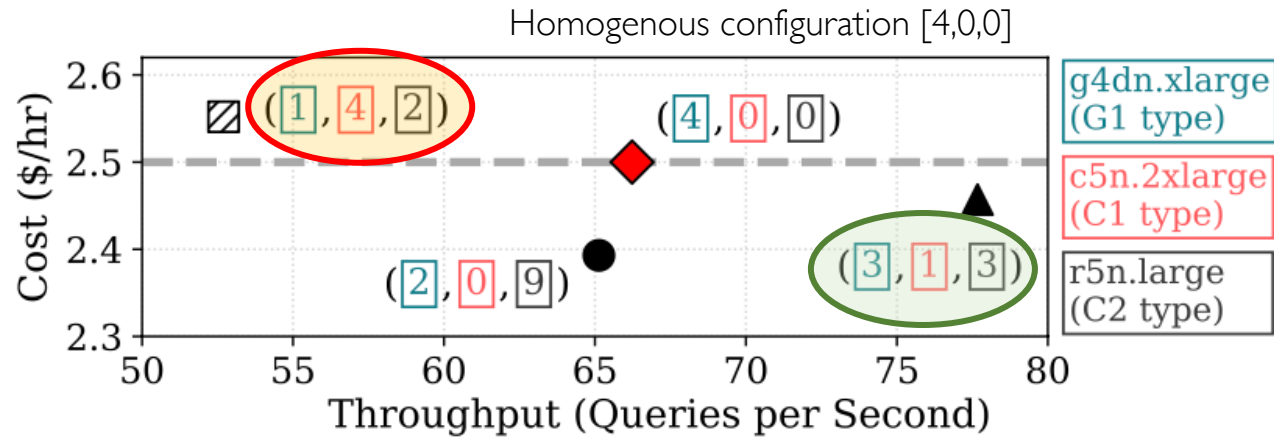 Homogenous configuration [4,0,0]
2.6
(1,4,2)
(4,0,0)
2.5
2.4
(3,1,3)
(2,0,9)
2.3
Cost ($/hr)
50 55 60 65 70 75 80
Throughput (Queries per Second)
g4dn.xlarge
(G1 type)
c5n.2xlarge
(C1 type)
r5n.large
(C2 type)